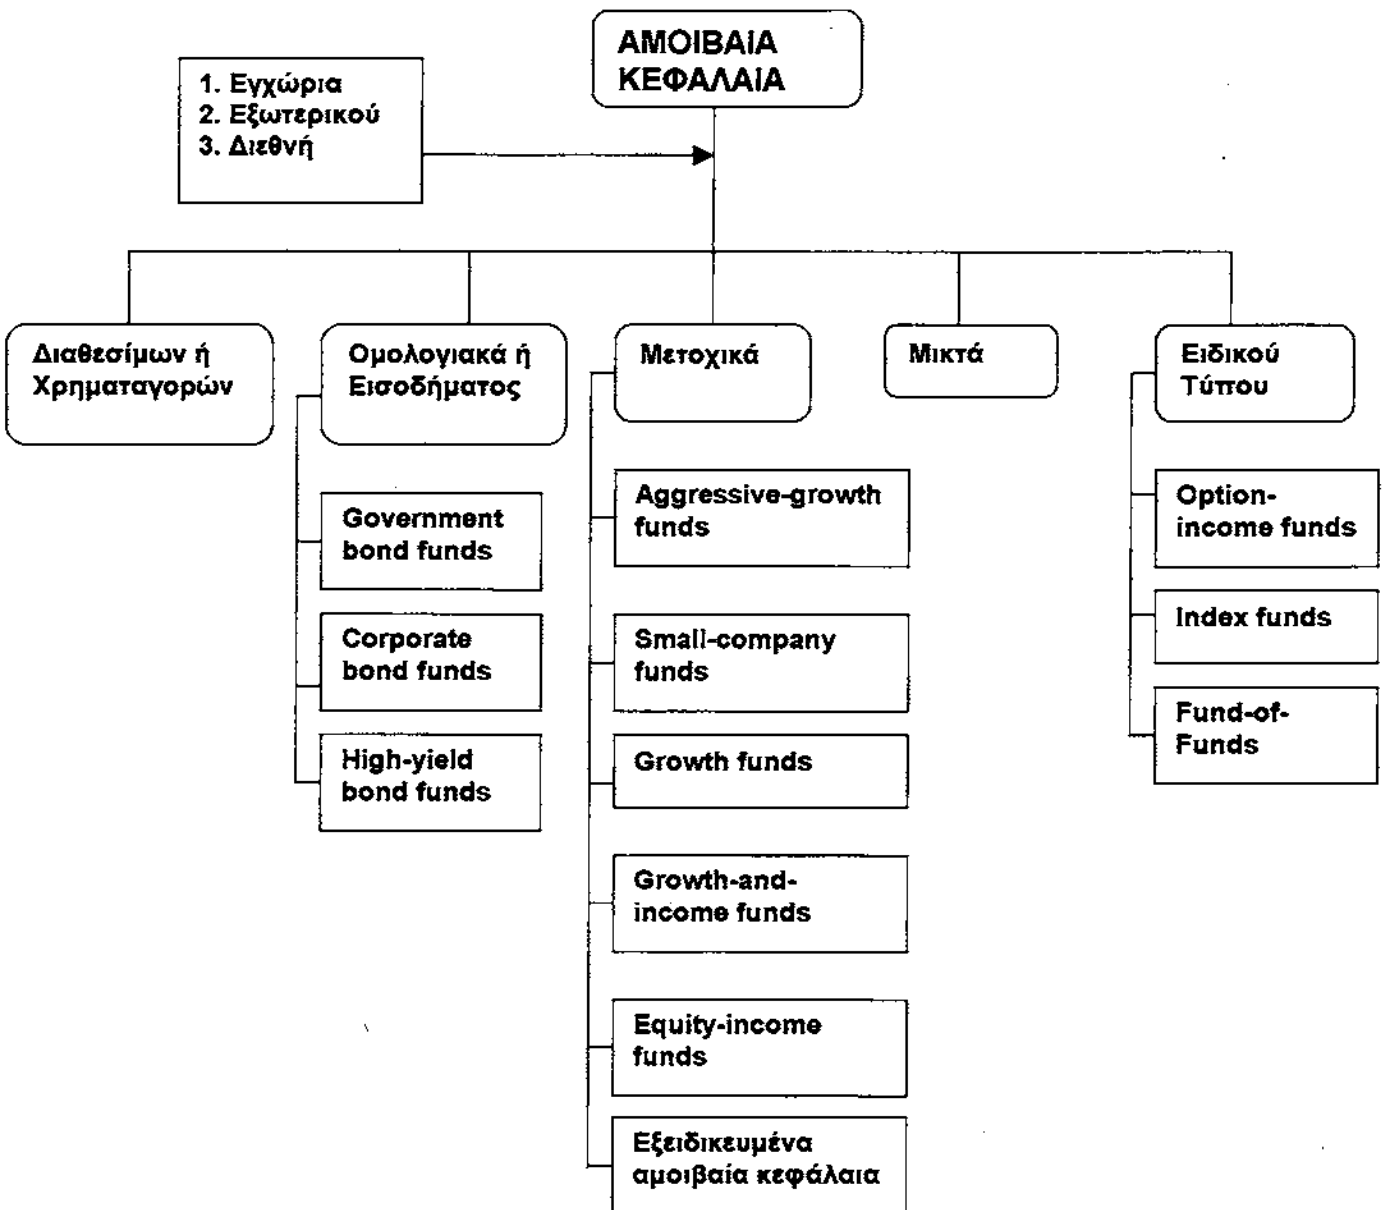 ΑΜΟΙΒΑΙΑ
ΚΕΦΑΛΑΙΑ
1. Εγχώρια
2. Εξωτερικού
3. Διεθνή
Διαθεσίμων ή
Χρηματαγορών
Ομολογιακά ή
Εισοδήματος
Μετοχικά
Μικτά
Ειδικού
Τύπου
Government
bond funds
Corporate
bond funds
High-yield
bond funds
Aggressive-growth
funds
Small-company
funds
Growth funds
Growth-and-
income funds
Equity-income
funds
Εξειδικευμένα
αμοιβαία κεφάλαια
Option-
income funds
Index funds
Fund-of-
Funds